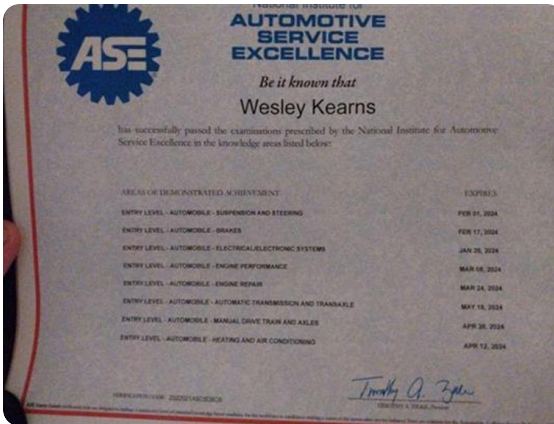 National Institute for
AUTOMOTIVE
SERVICE
EXCELLENCE
ASE
Be it known that
Wesley Kearns
has successfully passed the examinations prescribed by the National Institute for Automotive
Service Excellence in the knowledge areas listed below:
AREAS OF DEMONSTRATED ACHIEVEMENT EXPIRES
ENTRY LEVEL - AUTOMOBILE - SUSPENSION AND STEERING FEB 01, 2024
ENTRY LEVEL - AUTOMOBILE - BRAKES FEB 17, 2024
ENTRY LEVEL - AUTOMOBILE - ELECTRICAL/ELECTRONIC SYSTEMS JAN 26, 2024
ENTRY LEVEL - AUTOMOBILE - ENGINE PERFORMANCE MAR 08, 2024
ENTRY LEVEL - AUTOMOBILE - ENGINE REPAIR MAR 24, 2024
ENTRY LEVEL - AUTOMOBILE - AUTOMATIC TRANSMISSION AND TRANSAXLE MAY 18, 2024
ENTRY LEVEL - AUTOMOBILE - MANUAL DRIVE TRAIN AND AXLES APR 28, 2024
ENTRY LEVEL - AUTOMOBILE - HEATING AND AIR CONDITIONING APR 12, 2024
Timothy A.
VERIFICATION CODE